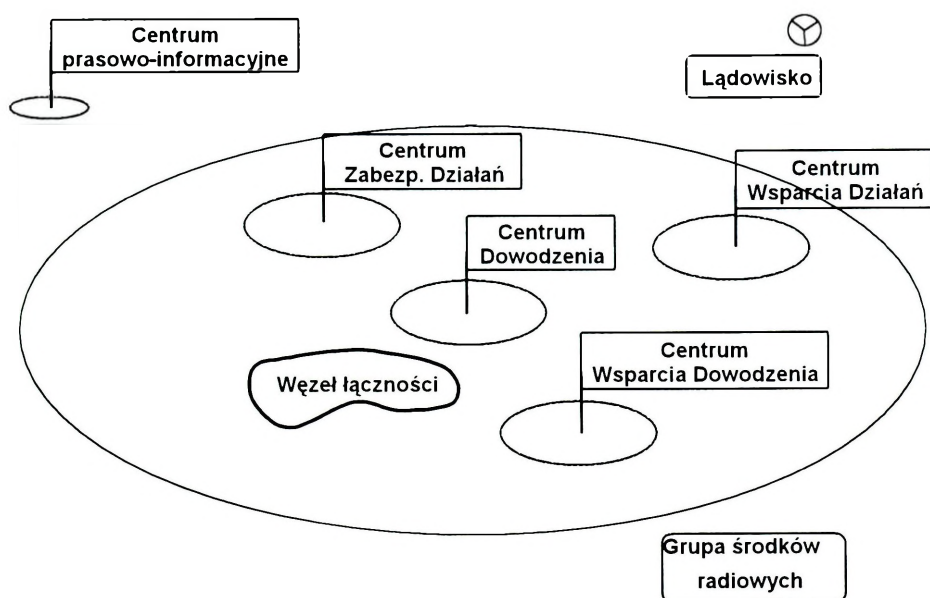 Centrum
prasowo-informacyjne
Lądowisko
Centrum
Zabezp. Działań
Centrum
Wsparcia Działań
Centrum
Dowodzenia
Centrum
Wsparcia Dowodzenia
Węzeł łączności
Grupa środków
radiowych